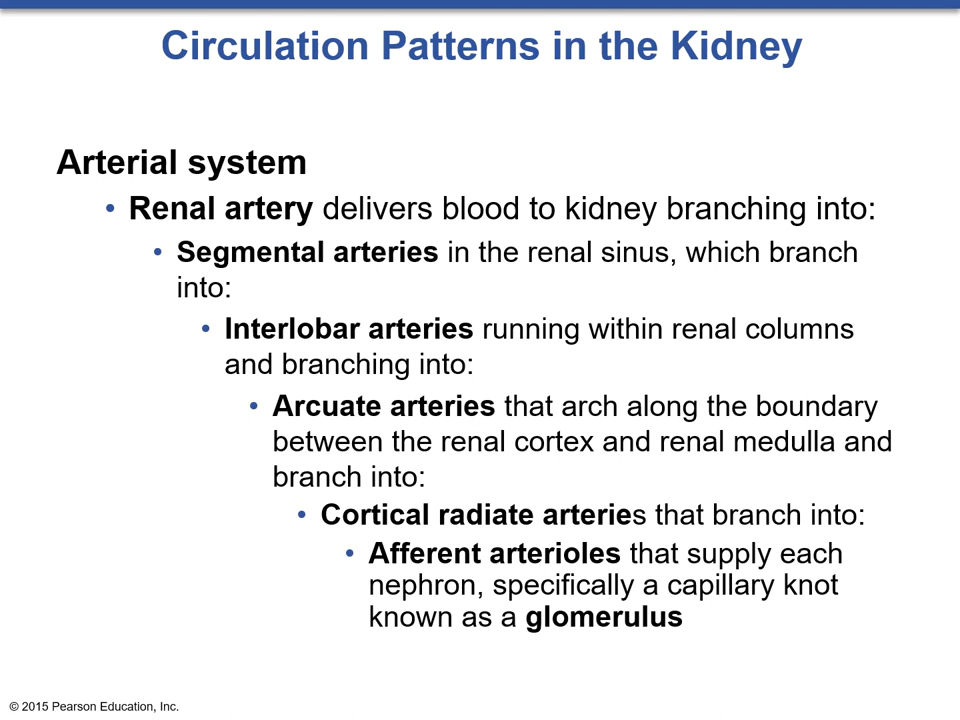 Circulation Patterns in the Kidney
Arterial system
• Renal artery delivers blood to kidney branching into:
• Segmental arteries in the renal sinus, which branch
into:
• Interlobar arteries running within renal columns
and branching into:
• Arcuate arteries that arch along the boundary
between the renal cortex and renal medulla and
branch into:
• Cortical radiate arteries that branch into:
• Afferent arterioles that supply each
nephron, specifically a capillary knot
known as a glomerulus
© 2015 Pearson Education, Inc.